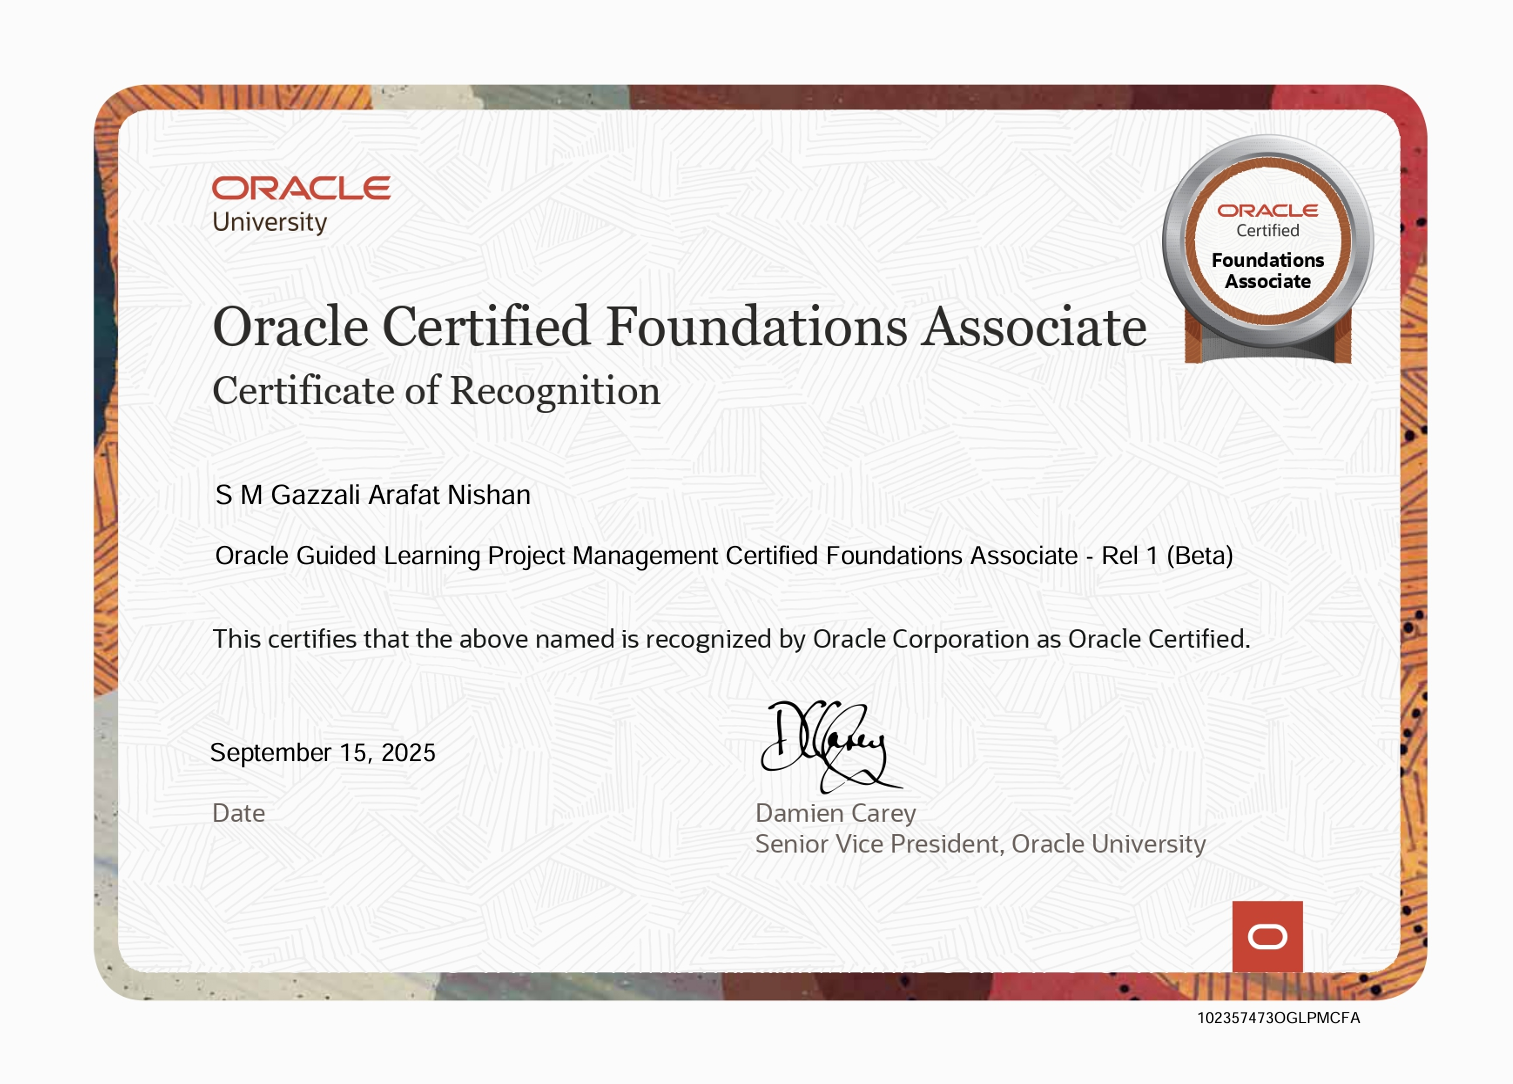 ORACLE
University
ORACLE
Certified
Foundations
Associate
Oracle Certified Foundations Associate
Certificate of Recognition
S M Gazzali Arafat Nishan
Oracle Guided Learning Project Management Certified Foundations Associate - Rel 1 (Beta)
This certifies that the above named is recognized by Oracle Corporation as Oracle Certified.
DCarey
September 15, 2025
Date
Damien Carey
Senior Vice President, Oracle University
102357473OGLPMCFA